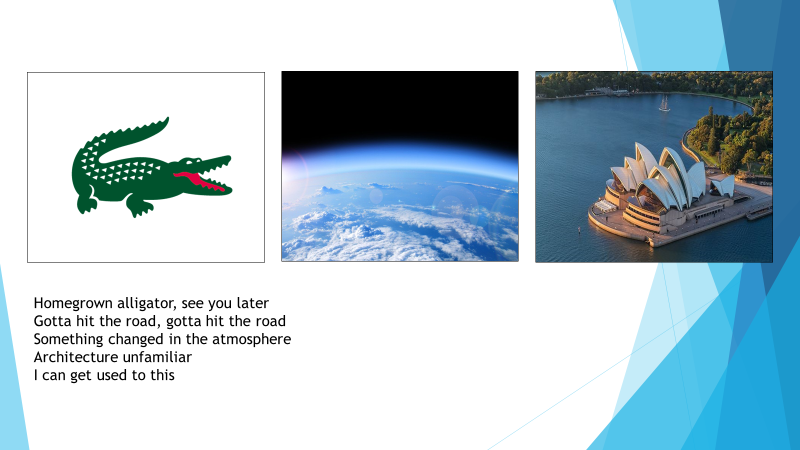 Homegrown alligator, see you later
Gotta hit the road, gotta hit the road
Something changed in the atmosphere
Architecture unfamiliar
I can get used to this